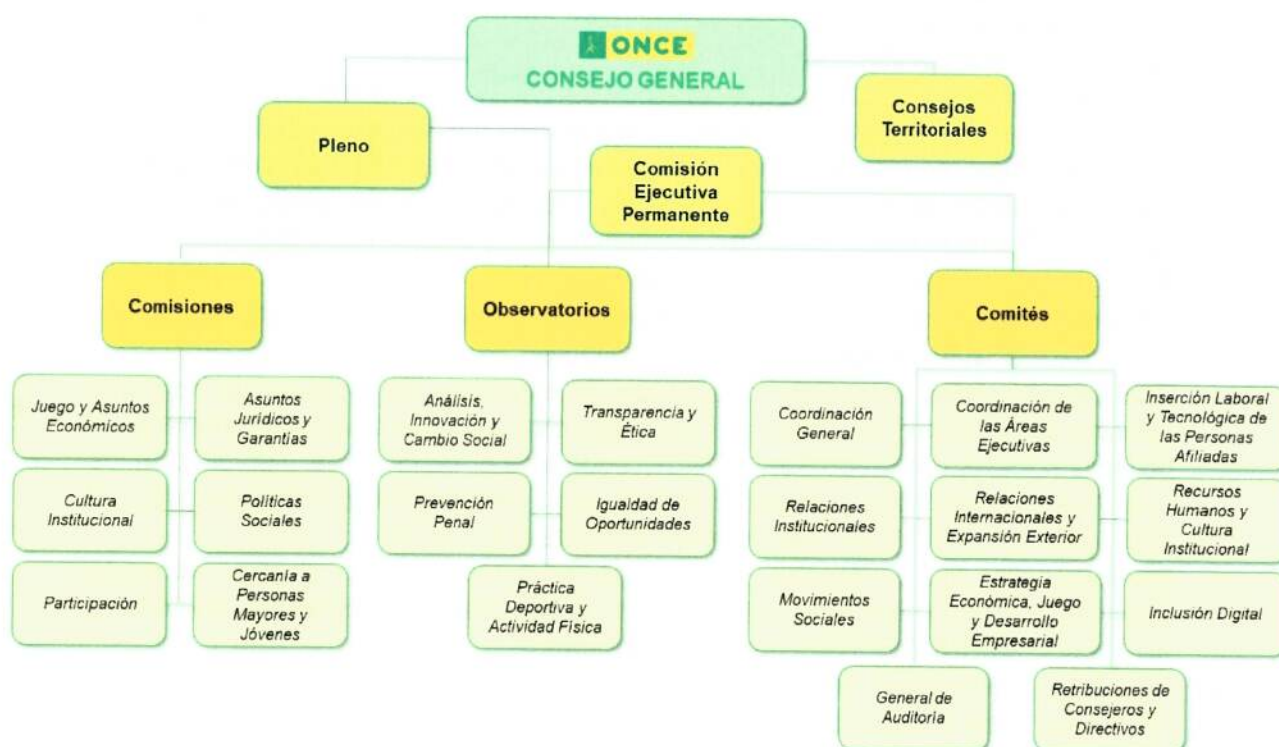 ONCE
CONSEJO GENERAL
Consejos
Territoriales
Pleno
Comisión
Ejecutiva
Permanente
Comisiones
Observatorios
Comités
Juego y Asuntos
Económicos
Asuntos
Jurídicos y
Garantías
Cultura
Institucional
Políticas
Sociales
Participación
Cercanía a
Personas
Mayores y
Jóvenes
Análisis,
Innovación y
Cambio Social
Transparencia y
Ética
Prevención
Penal
Igualdad de
Oportunidades
Práctica
Deportiva y
Actividad Física
Coordinación
General
Coordinación de
las Áreas
Ejecutivas
Inserción Laboral
y Tecnológica de
las Personas
Afiliadas
Relaciones
Institucionales
Relaciones
Internacionales y
Expansión Exterior
Recursos
Humanos y
Cultura
Institucional
Movimientos
Sociales
Estrategia
Económica, Juego
y Desarrollo
Empresarial
Inclusión Digital
General de
Auditoría
Retribuciones de
Consejeros y
Directivos